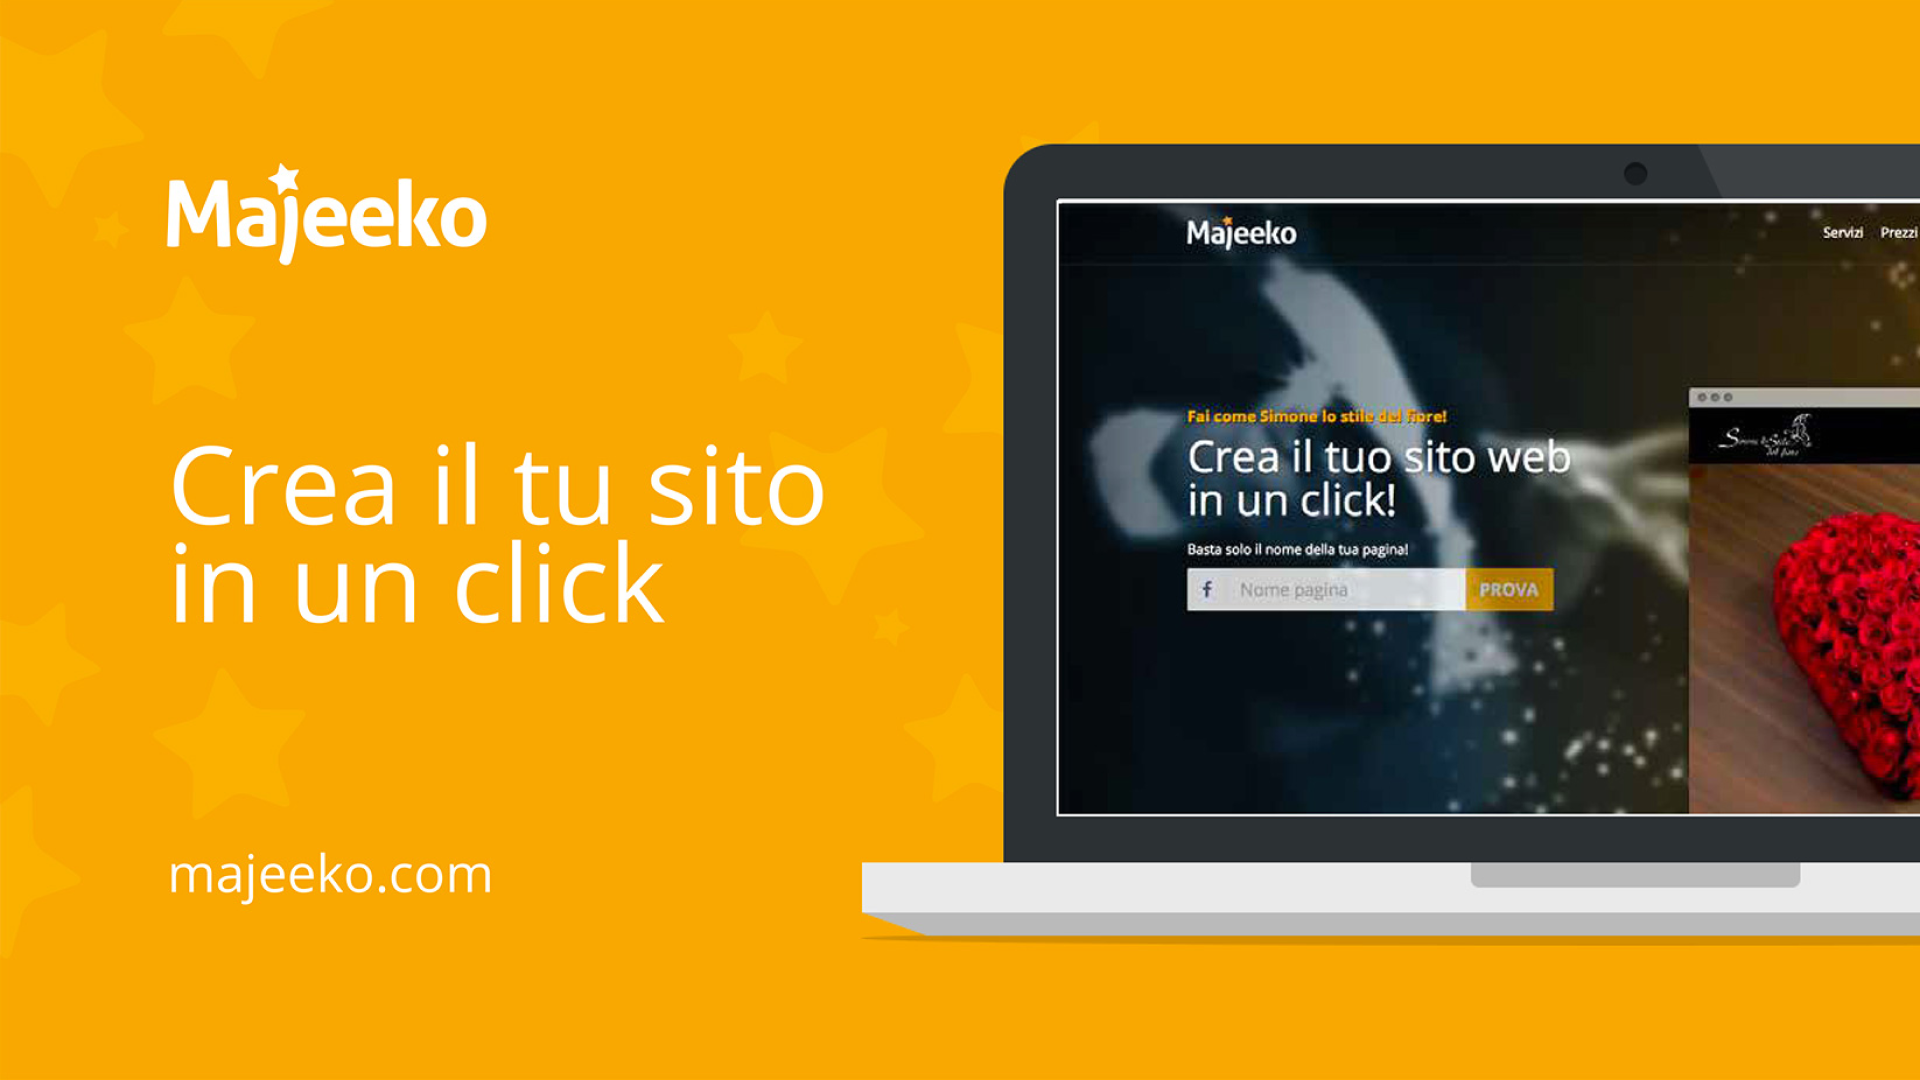 Majeeko
Crea il tu sito
in un click
majeeko.com
Majeeko
Servizi Prezzi
Fai come Simone lo stile del fiore!
Crea il tuo sito web
in un click!
Basta solo il nome della tua pagina!
f Nome pagina PROVA